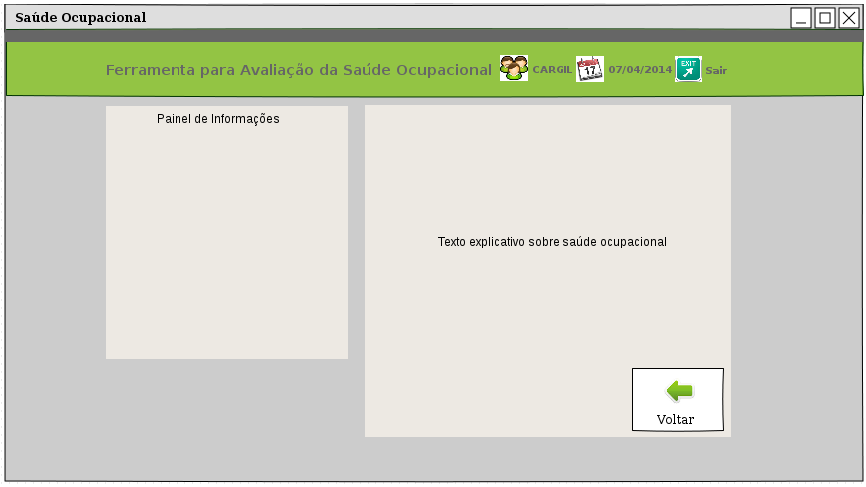 Saúde Ocupacional
Ferramenta para Avaliação da Saúde Ocupacional CARGIL 17 07/04/2014 EXIT Sair
Painel de Informações
Texto explicativo sobre saúde ocupacional
Voltar